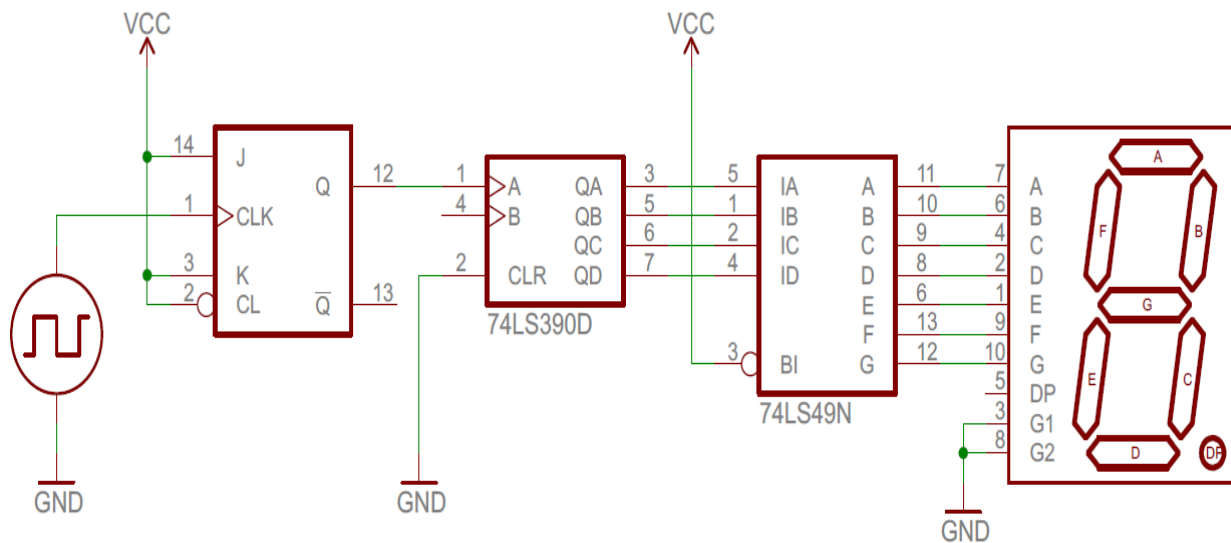 VCC
14 J
1 CLK
3 K
2 CL
Q 12
Q 13
GND
1 A
4 B
2 CLR
QA 3
QB 5
QC 6
QD 7
74LS390D
GND
VCC
5 IA
1 IB
2 IC
4 ID
3 BI
A 11
B 10
C 9
D 8
E 6
F 13
G 12
74LS49N
7 A
6 B
4 C
2 D
1 E
9 F
10 G
5 DP
3 G1
8 G2
GND
A
F
B
G
E
C
D
DP